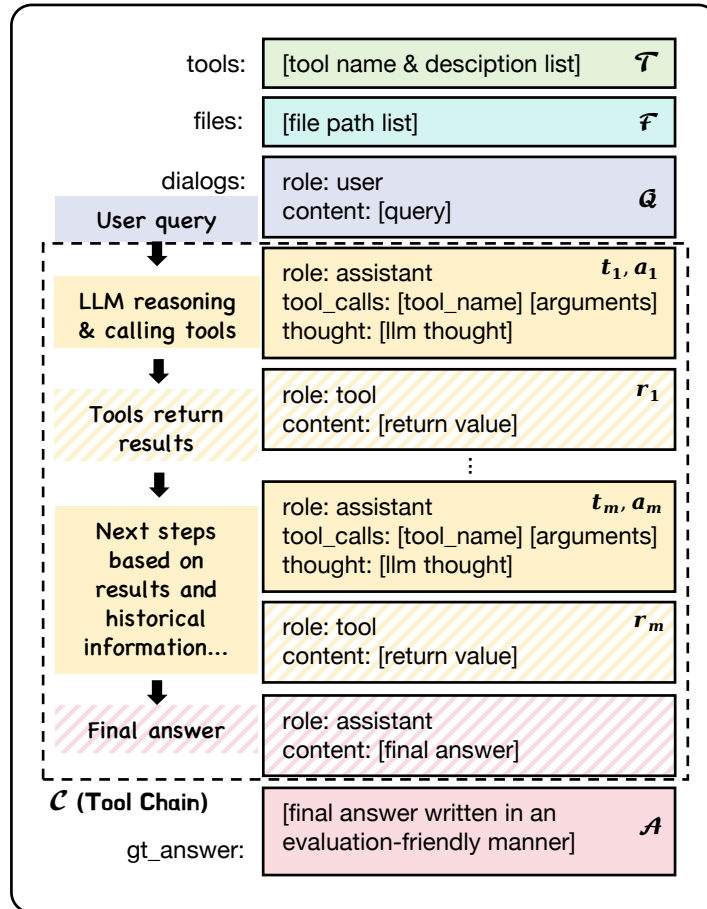 tools:
[tool name & desciption list] 𝒯
files:
[file path list] ℱ
dialogs:
role: user
content: [query] 𝒬
User query
LLM reasoning
& calling tools
role: assistant t₁, a₁
tool_calls: [tool_name] [arguments]
thought: [llm thought]
Tools return
results
role: tool r₁
content: [return value]
⋮
Next steps
based on
results and
historical
information...
role: assistant tₘ, aₘ
tool_calls: [tool_name] [arguments]
thought: [llm thought]
role: tool rₘ
content: [return value]
Final answer
role: assistant
content: [final answer]
𝒞 (Tool Chain)
gt_answer:
[final answer written in an
evaluation-friendly manner] 𝒜